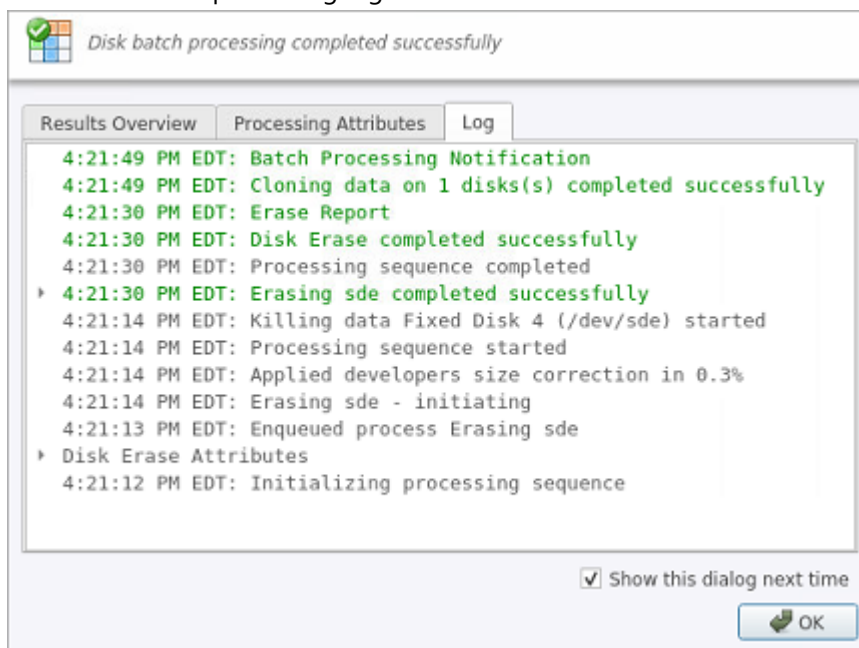 Disk batch processing completed successfully
Results Overview Processing Attributes Log
4:21:49 PM EDT: Batch Processing Notification
4:21:49 PM EDT: Cloning data on 1 disks(s) completed successfully
4:21:30 PM EDT: Erase Report
4:21:30 PM EDT: Disk Erase completed successfully
4:21:30 PM EDT: Processing sequence completed
4:21:30 PM EDT: Erasing sde completed successfully
4:21:14 PM EDT: Killing data Fixed Disk 4 (/dev/sde) started
4:21:14 PM EDT: Processing sequence started
4:21:14 PM EDT: Applied developers size correction in 0.3%
4:21:14 PM EDT: Erasing sde - initiating
4:21:13 PM EDT: Enqueued process Erasing sde
Disk Erase Attributes
4:21:12 PM EDT: Initializing processing sequence
Show this dialog next time
OK